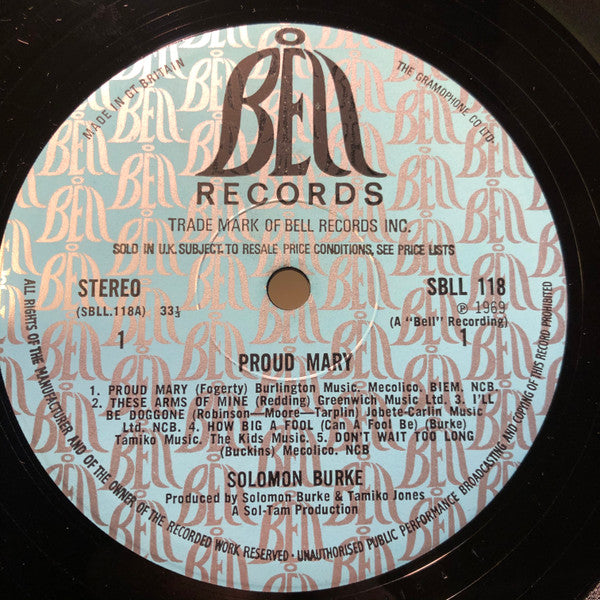 MADE IN GT BRITAIN
THE GRAMOPHONE CO LTD.
BELL
RECORDS
TRADE MARK OF BELL RECORDS INC.
SOLD IN U.K. SUBJECT TO RESALE PRICE CONDITIONS, SEE PRICE LISTS
STEREO
SBLL 118
(SBLL.118A) 33⅓
℗ 1969
(A "Bell" Recording)
1
1
PROUD MARY
1. PROUD MARY (Fogerty) Burlington Music. Mecolico. BIEM. NCB.
2. THESE ARMS OF MINE (Redding) Greenwich Music Ltd. 3. I'LL
BE DOGGONE (Robinson—Moore—Tarplin) Jobete-Carlin Music
Ltd. NCB. 4. HOW BIG A FOOL (Can A Fool Be) (Burke)
Tamiko Music. The Kids Music. 5. DON'T WAIT TOO LONG
(Buckins) Mecolico. NCB
SOLOMON BURKE
Produced by Solomon Burke & Tamiko Jones
A Sol-Tam Production
ALL RIGHTS OF THE MANUFACTURER AND OF THE OWNER OF THE RECORDED WORK RESERVED · UNAUTHORISED PUBLIC PERFORMANCE BROADCASTING AND COPYING OF THIS RECORD PROHIBITED